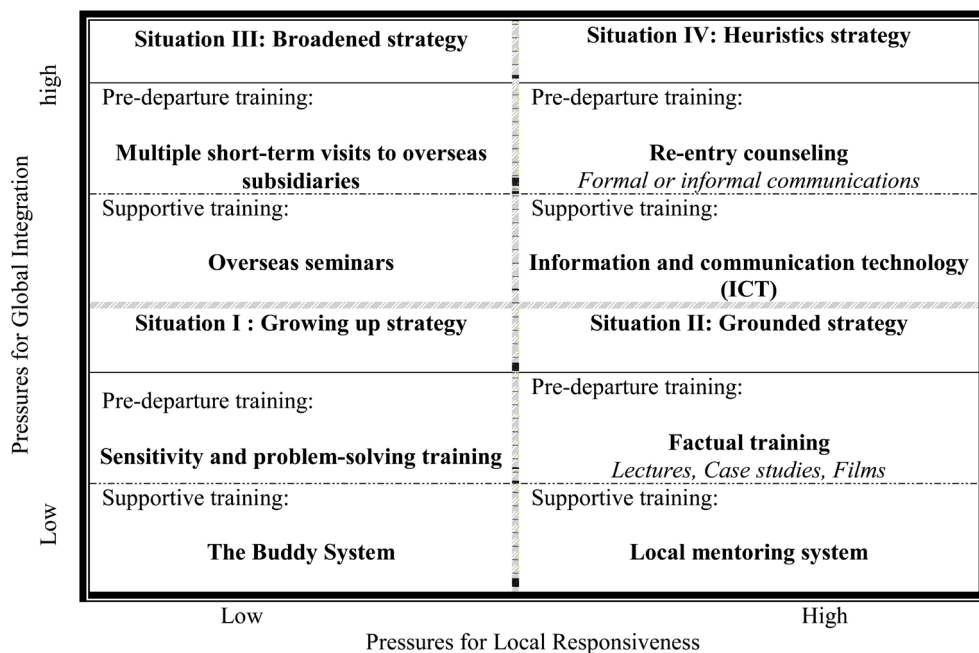 Situation III: Broadened strategy
Situation IV: Heuristics strategy
Pre-departure training:
Multiple short-term visits to overseas
subsidiaries
Pre-departure training:
Re-entry counseling
Formal or informal communications
Supportive training:
Overseas seminars
Supportive training:
Information and communication technology
(ICT)
Situation I : Growing up strategy
Situation II: Grounded strategy
Pre-departure training:
Sensitivity and problem-solving training
Pre-departure training:
Factual training
Lectures, Case studies, Films
Supportive training:
The Buddy System
Supportive training:
Local mentoring system
high
Pressures for Global Integration
Low
Low
High
Pressures for Local Responsiveness